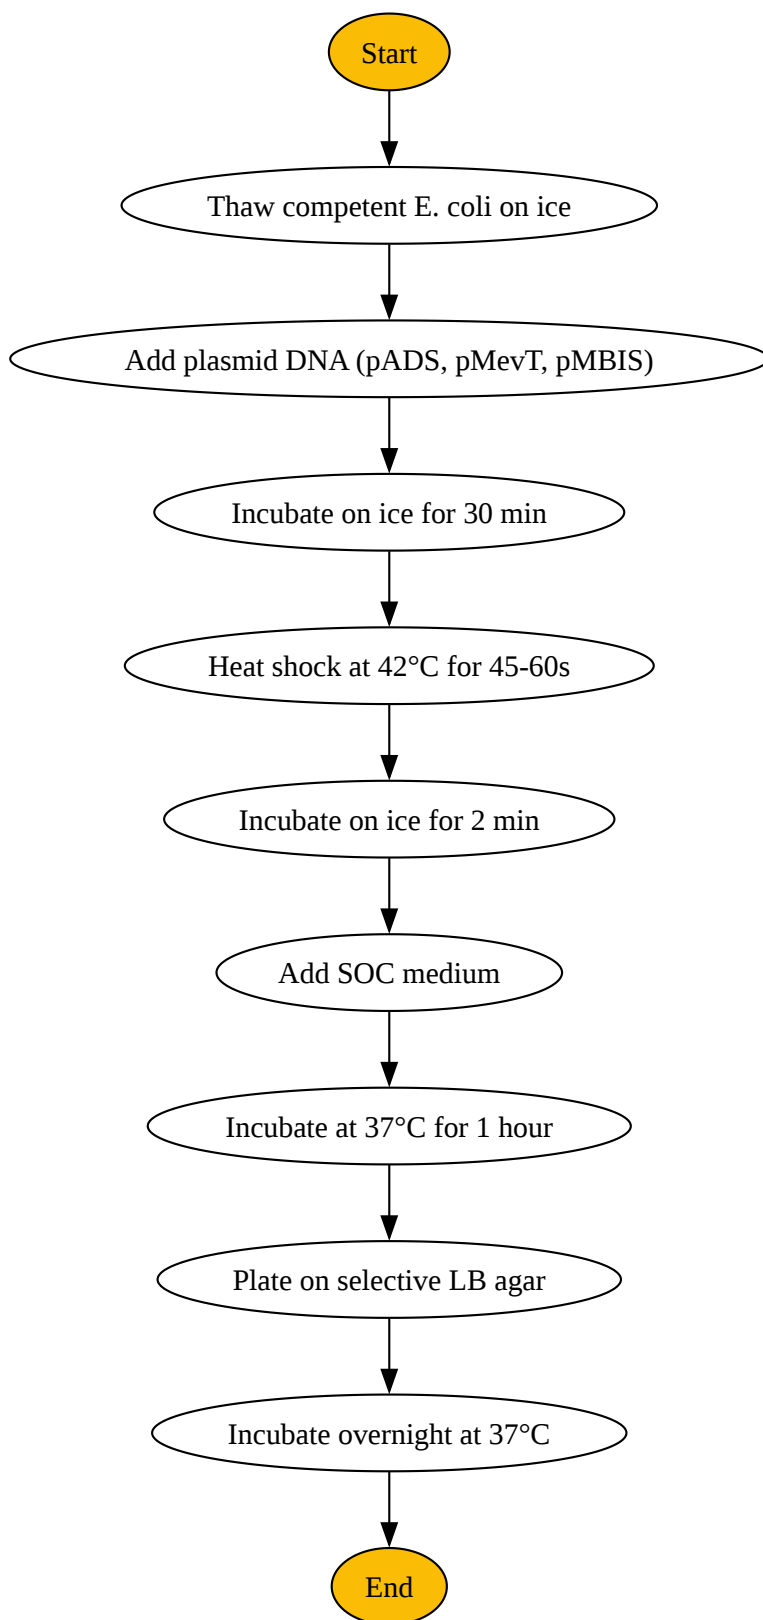 Start
Thaw competent E. coli on ice
Add plasmid DNA (pADS, pMevT, pMBIS)
Incubate on ice for 30 min
Heat shock at 42°C for 45-60s
Incubate on ice for 2 min
Add SOC medium
Incubate at 37°C for 1 hour
Plate on selective LB agar
Incubate overnight at 37°C
End